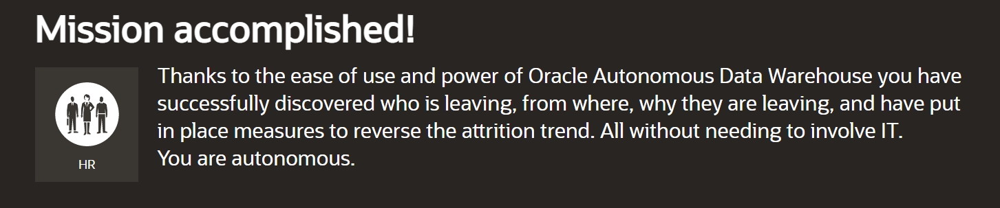 Mission accomplished!
Thanks to the ease of use and power of Oracle Autonomous Data Warehouse you have
successfully discovered who is leaving, from where, why they are leaving, and have put
in place measures to reverse the attrition trend. All without needing to involve IT.
You are autonomous.
HR